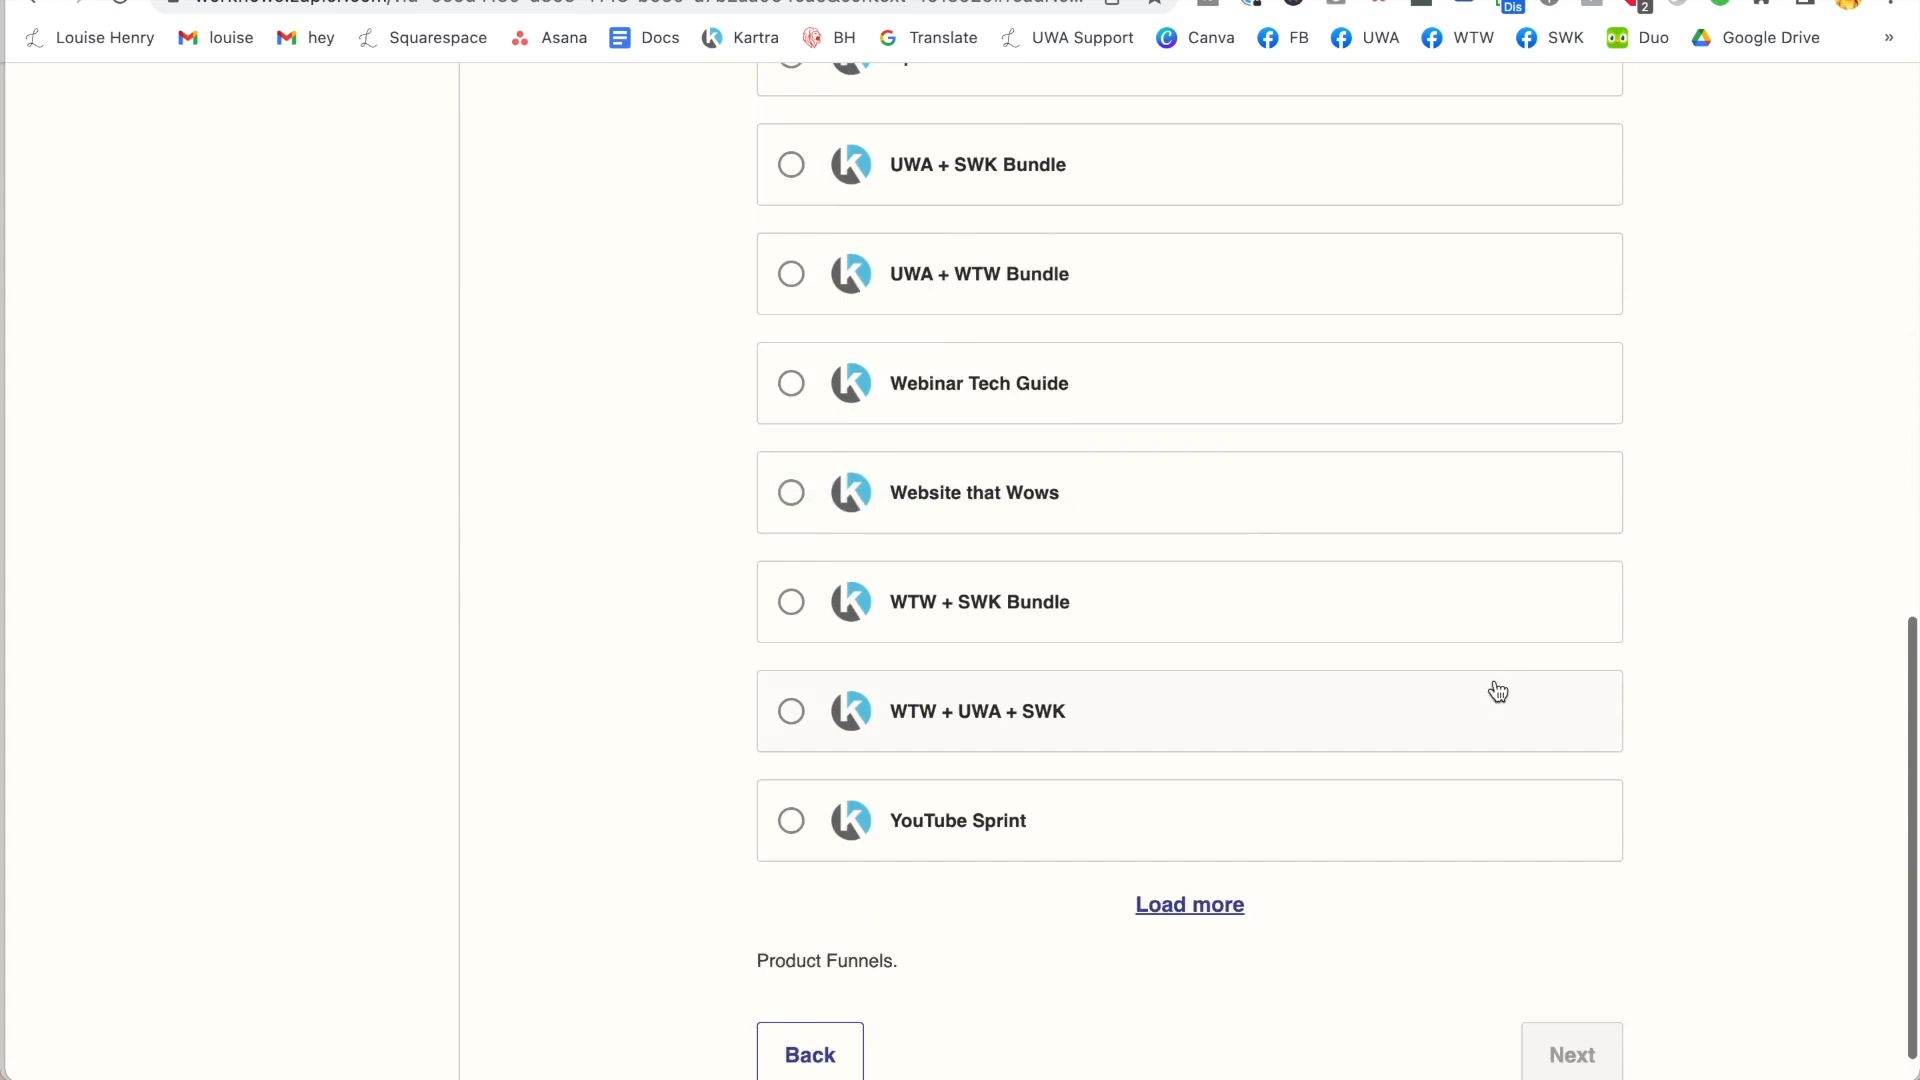 Dis
2
Louise Henry louise hey Squarespace Asana Docs Kartra BH Translate UWA Support Canva FB UWA WTW SWK Duo Google Drive »
UWA + SWK Bundle
UWA + WTW Bundle
Webinar Tech Guide
Website that Wows
WTW + SWK Bundle
WTW + UWA + SWK
YouTube Sprint
Load more
Product Funnels.
Back
Next